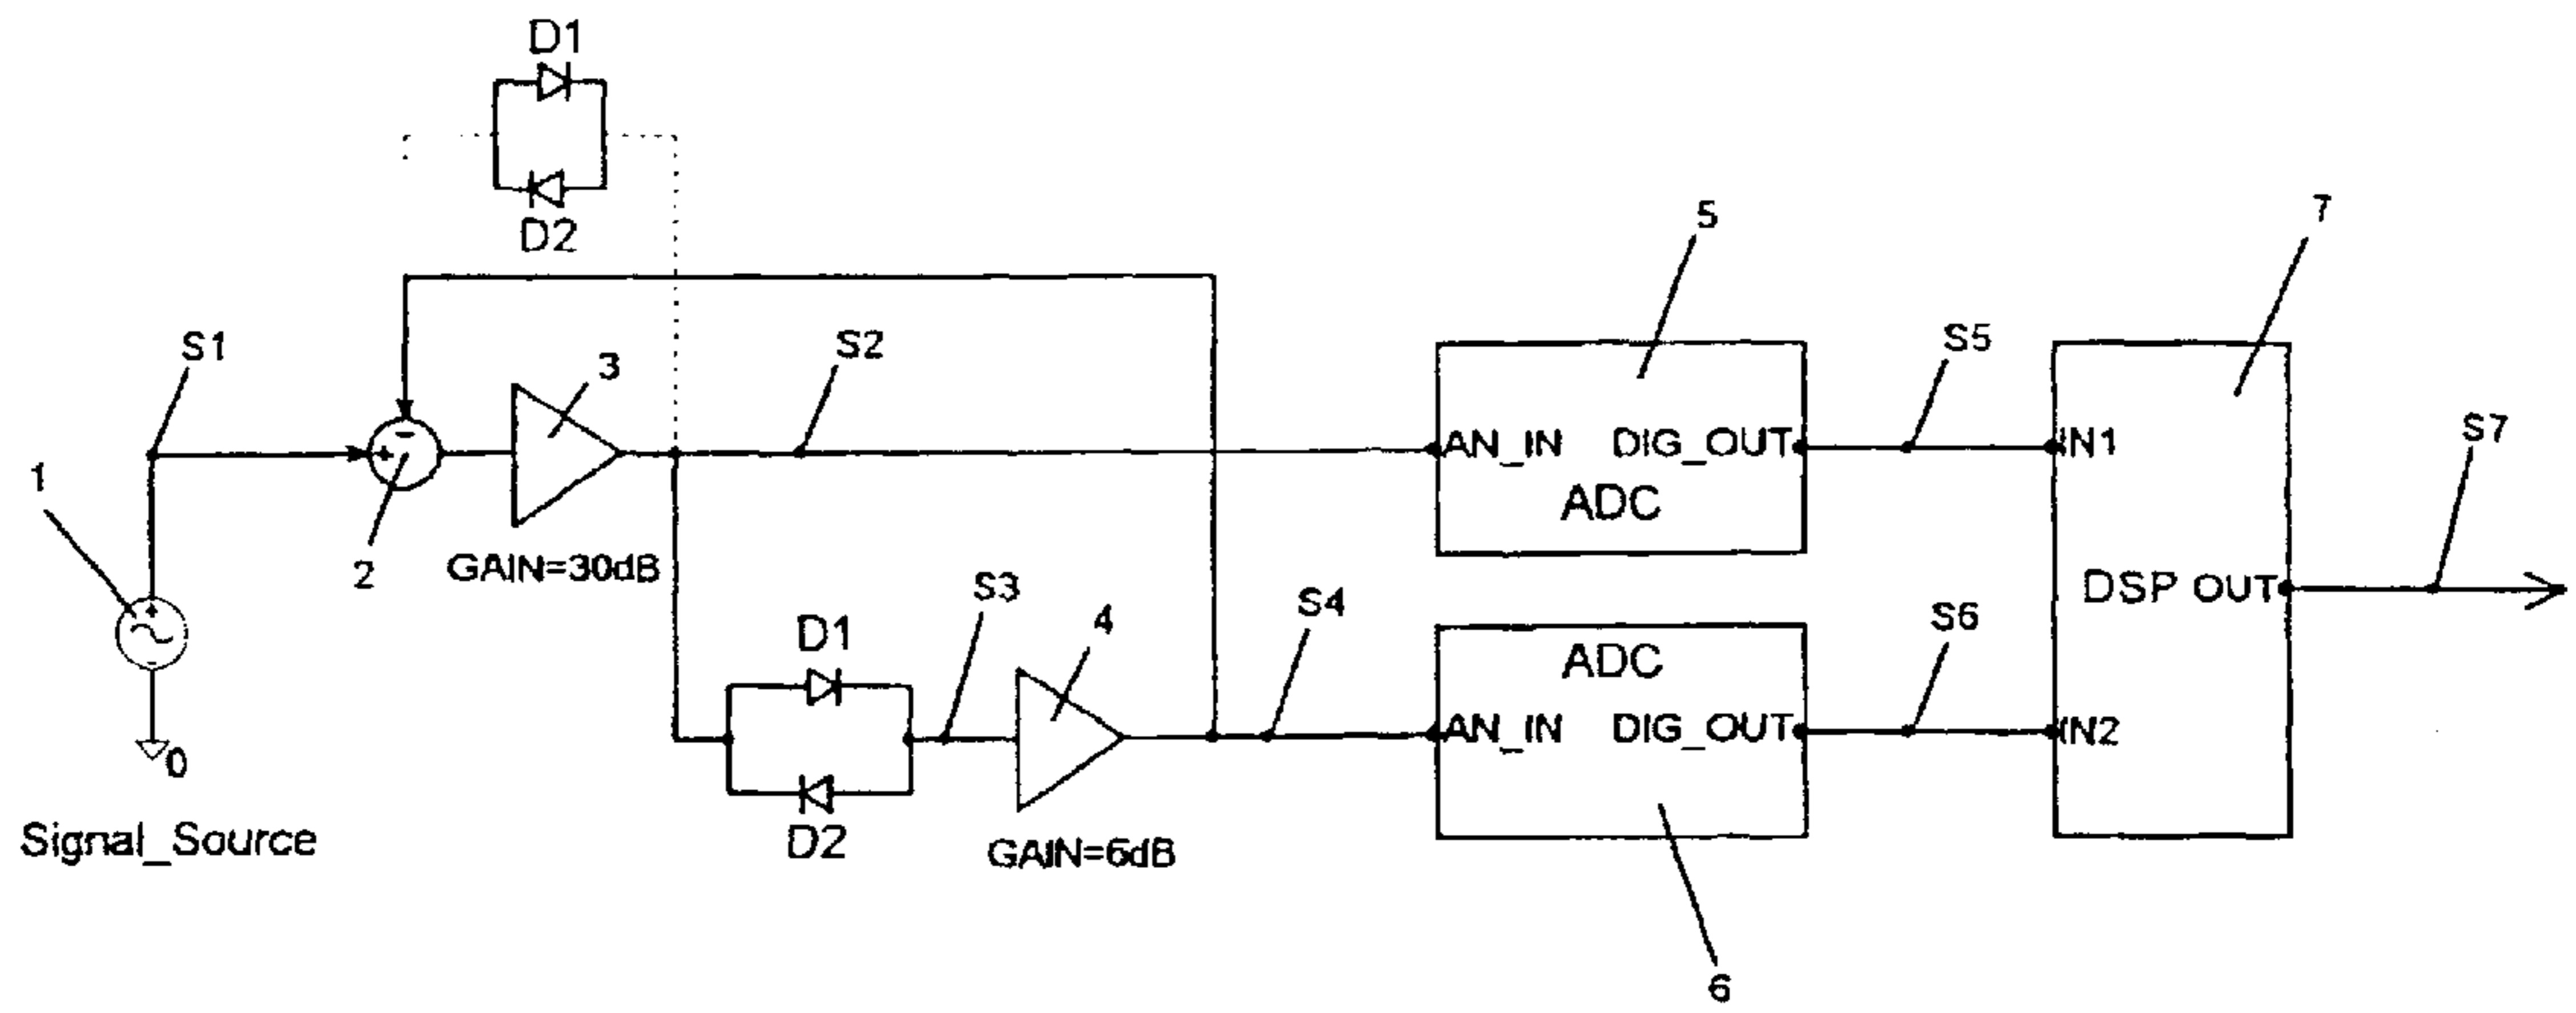 D1
D2
5
7
S1
3
S2
S5
1
2
GAIN=30dB
AN_IN DIG_OUT
ADC
IN1
S7
S3
4
S4
S6
DSP OUT
D1
D2
0
ADC
AN_IN DIG_OUT
IN2
Signal_Source
GAIN=6dB
6